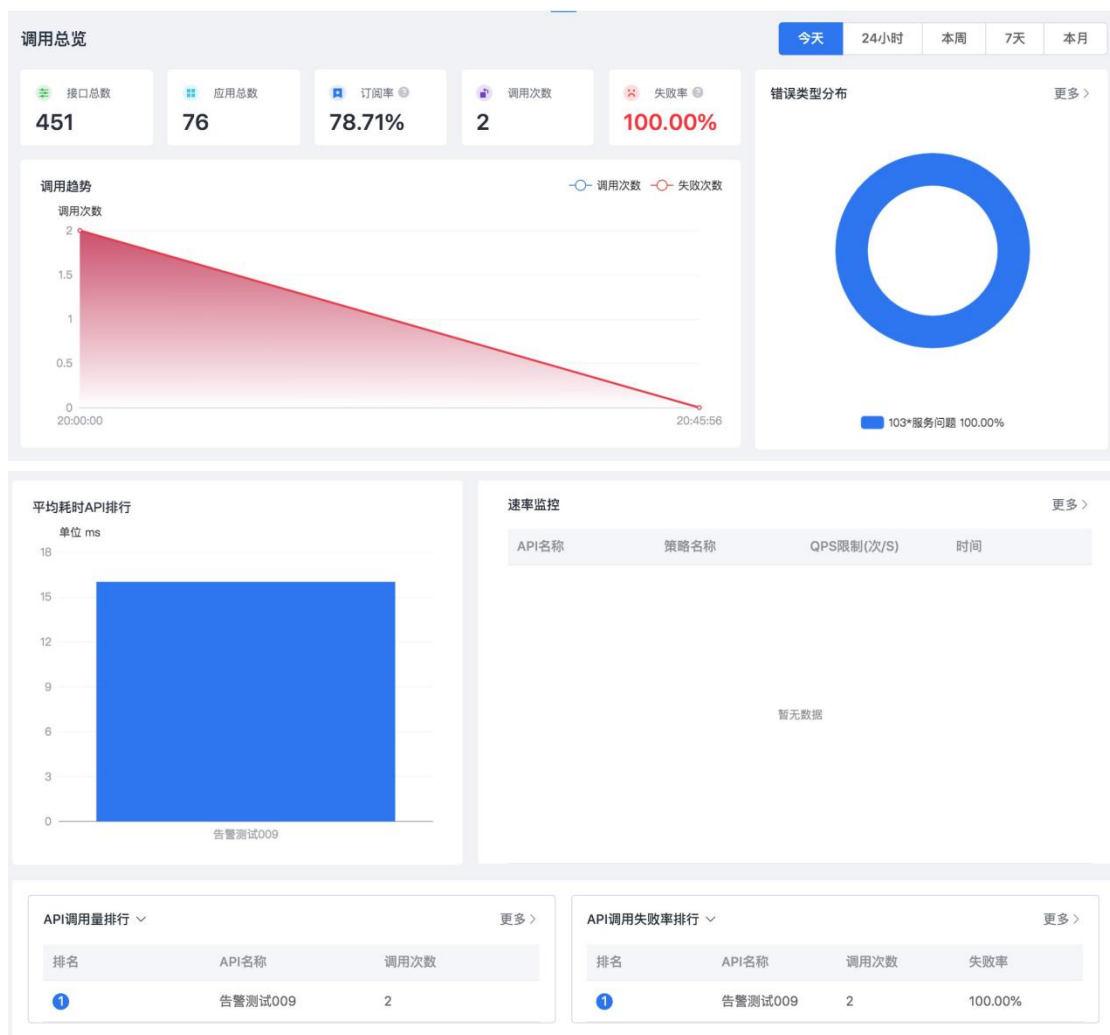 调用总览
今天 24小时 本周 7天 本月
接口总数 应用总数 订阅率 调用次数 失败率
451 76 78.71% 2 100.00%
错误类型分布 更多
调用趋势 调用次数 失败次数
调用次数
2
1.5
1
0.5
0
20:00:00 20:45:56
103*服务问题 100.00%
平均耗时API排行
单位 ms
18
15
12
9
6
3
0
告警测试009
速率监控 更多
API名称 策略名称 QPS限制(次/S) 时间
暂无数据
API调用量排行 更多
排名 API名称 调用次数
1 告警测试009 2
API调用失败率排行 更多
排名 API名称 调用次数 失败率
1 告警测试009 2 100.00%